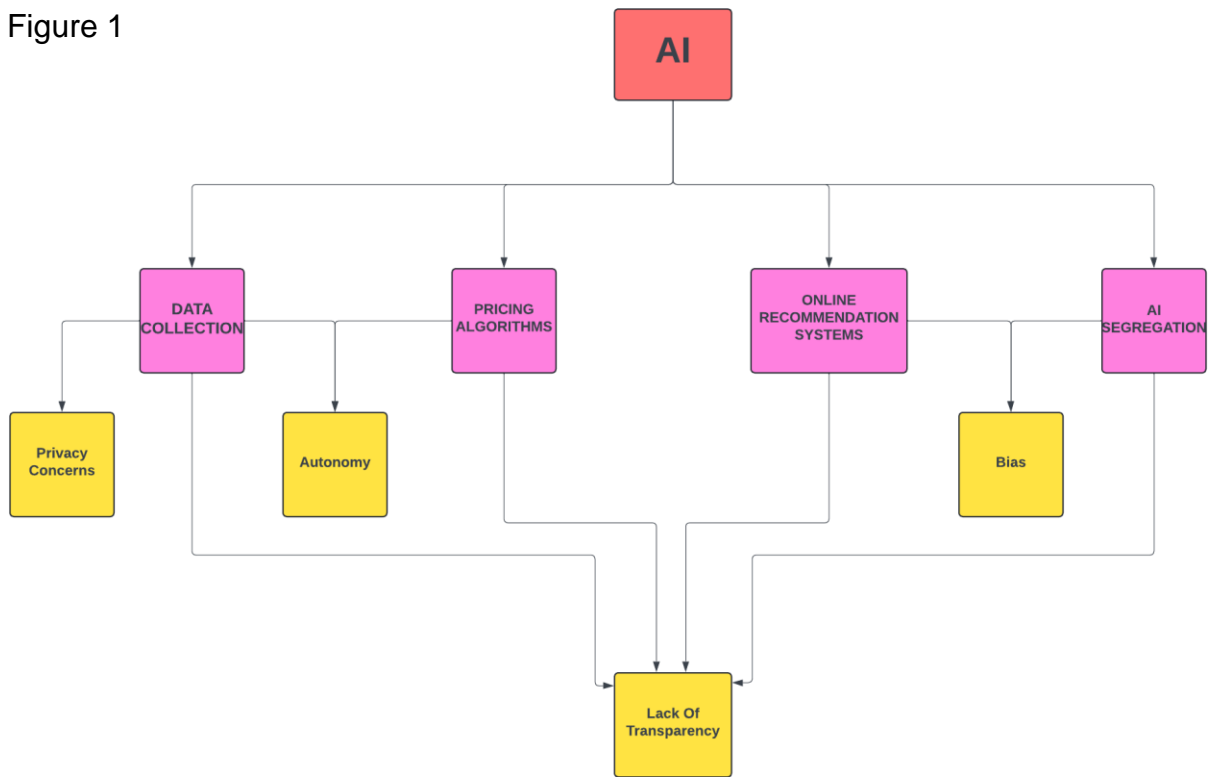 Figure 1
AI
DATA
COLLECTION
PRICING
ALGORITHMS
ONLINE
RECOMMENDATION
SYSTEMS
AI
SEGREGATION
Privacy
Concerns
Autonomy
Bias
Lack Of
Transparency